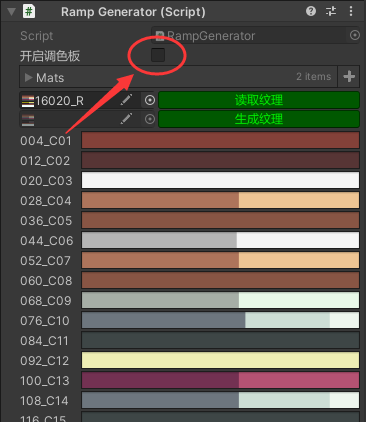 Ramp Generator (Script)
Script RampGenerator
开启调色板
Mats 2 items
16020_R 读取纹理
生成纹理
004_C01
012_C02
020_C03
028_C04
036_C05
044_C06
052_C07
060_C08
068_C09
076_C10
084_C11
092_C12
100_C13
108_C14
116_C15